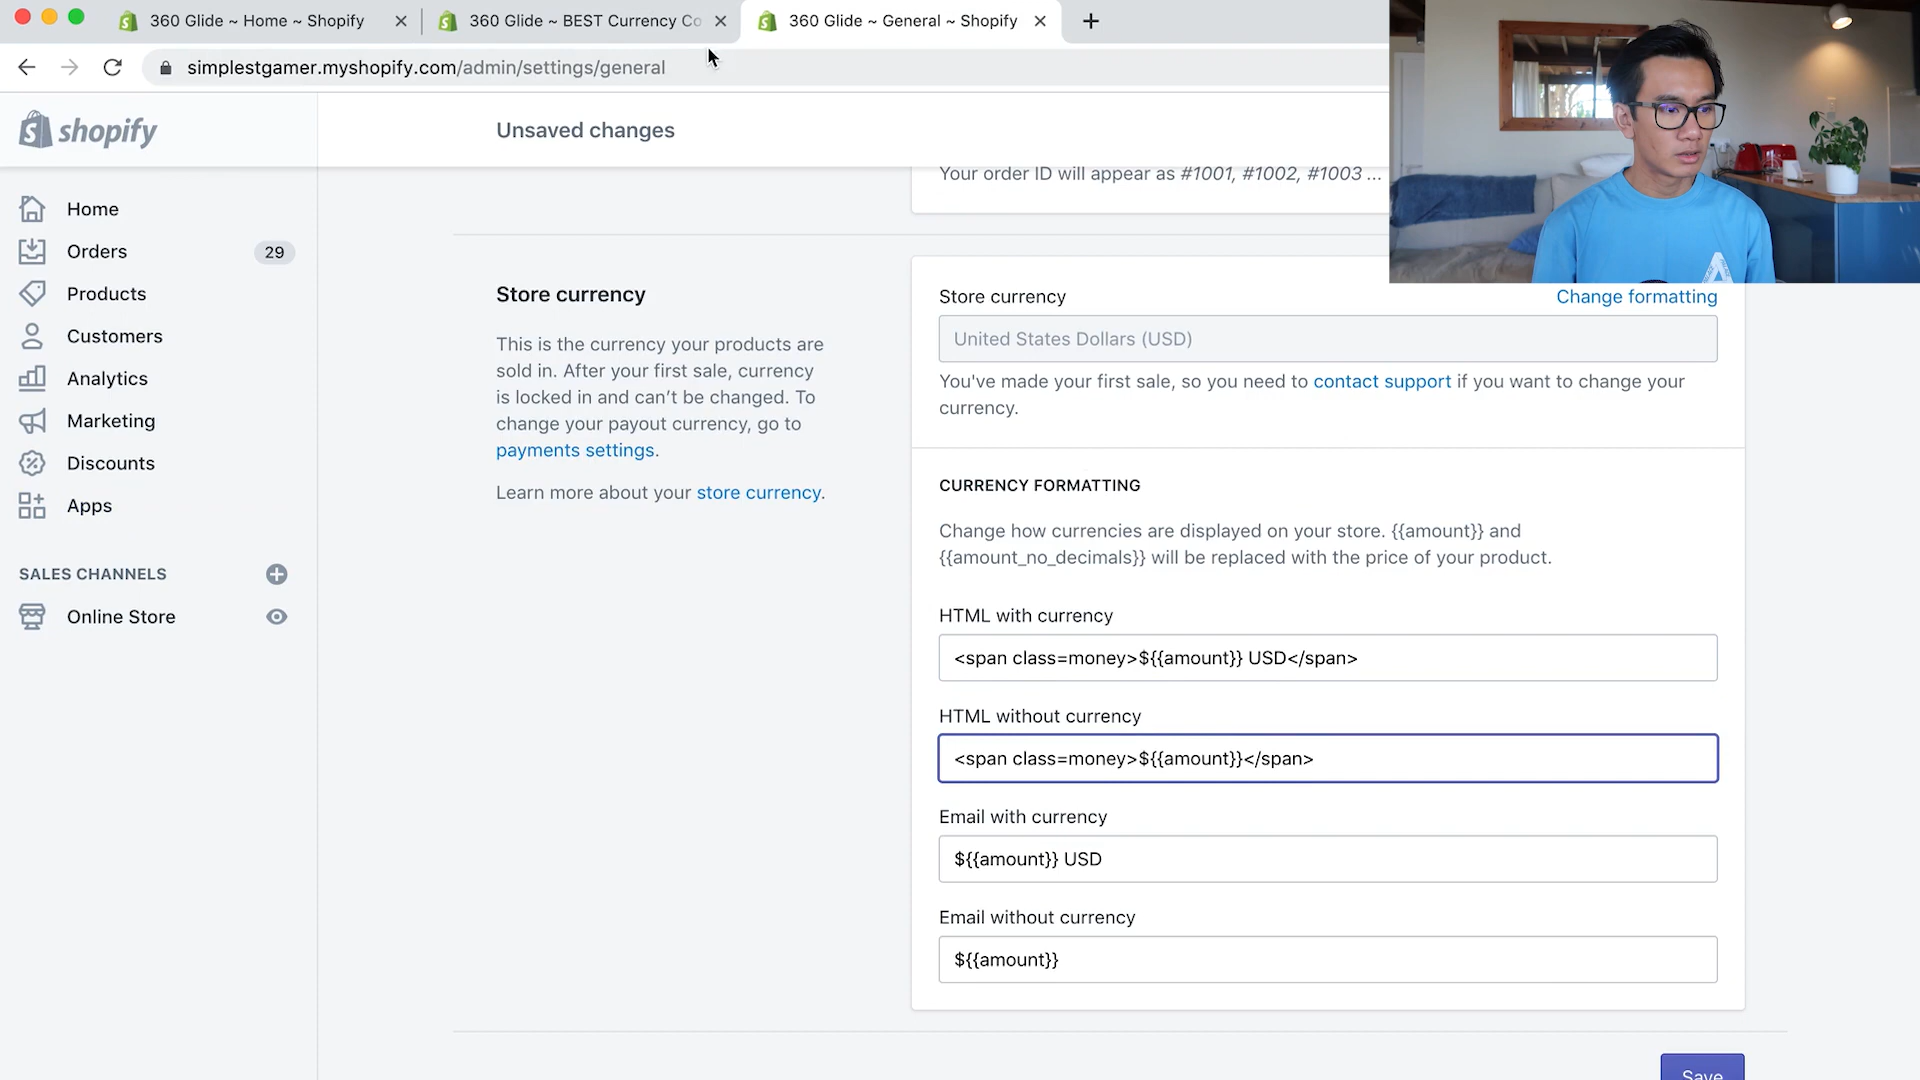 360 Glide ~ Home ~ Shopify
360 Glide ~ BEST Currency Co
360 Glide ~ General ~ Shopify
simplestgamer.myshopify.com/admin/settings/general
shopify
Unsaved changes
Home
Orders 29
Products
Customers
Analytics
Marketing
Discounts
Apps
SALES CHANNELS
Online Store
Your order ID will appear as #1001, #1002, #1003 ...
Store currency
This is the currency your products are
sold in. After your first sale, currency
is locked in and can’t be changed. To
change your payout currency, go to
payments settings.
Learn more about your store currency.
Store currency Change formatting
United States Dollars (USD)
You've made your first sale, so you need to contact support if you want to change your
currency.
CURRENCY FORMATTING
Change how currencies are displayed on your store. {{amount}} and
{{amount_no_decimals}} will be replaced with the price of your product.
HTML with currency
<span class=money>${{amount}} USD</span>
HTML without currency
<span class=money>${{amount}}</span>
Email with currency
${{amount}} USD
Email without currency
${{amount}}
Save